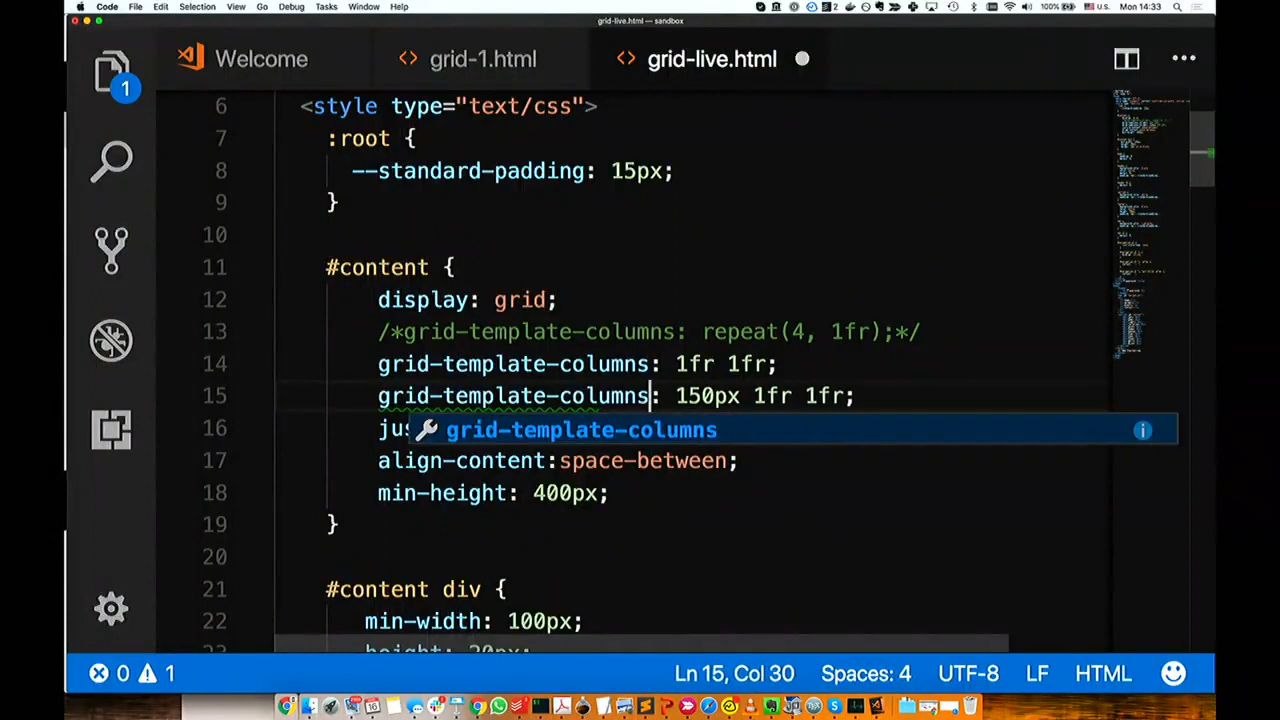 Code File Edit Selection View Go Debug Tasks Window Help 2 100% U.S. Mon 14:33
grid-live.html — sandbox
1 Welcome <> grid-1.html <> grid-live.html
6 <style type="text/css">
7 :root {
8 --standard-padding: 15px;
9 }
10
11 #content {
12 display: grid;
13 /*grid-template-columns: repeat(4, 1fr);*/
14 grid-template-columns: 1fr 1fr;
15 grid-template-columns: 150px 1fr 1fr;
16 jus grid-template-columns
17 align-content:space-between;
18 min-height: 400px;
19 }
20
21 #content div {
22 min-width: 100px;
23 height: 20px;
0 1 Ln 15, Col 30 Spaces: 4 UTF-8 LF HTML